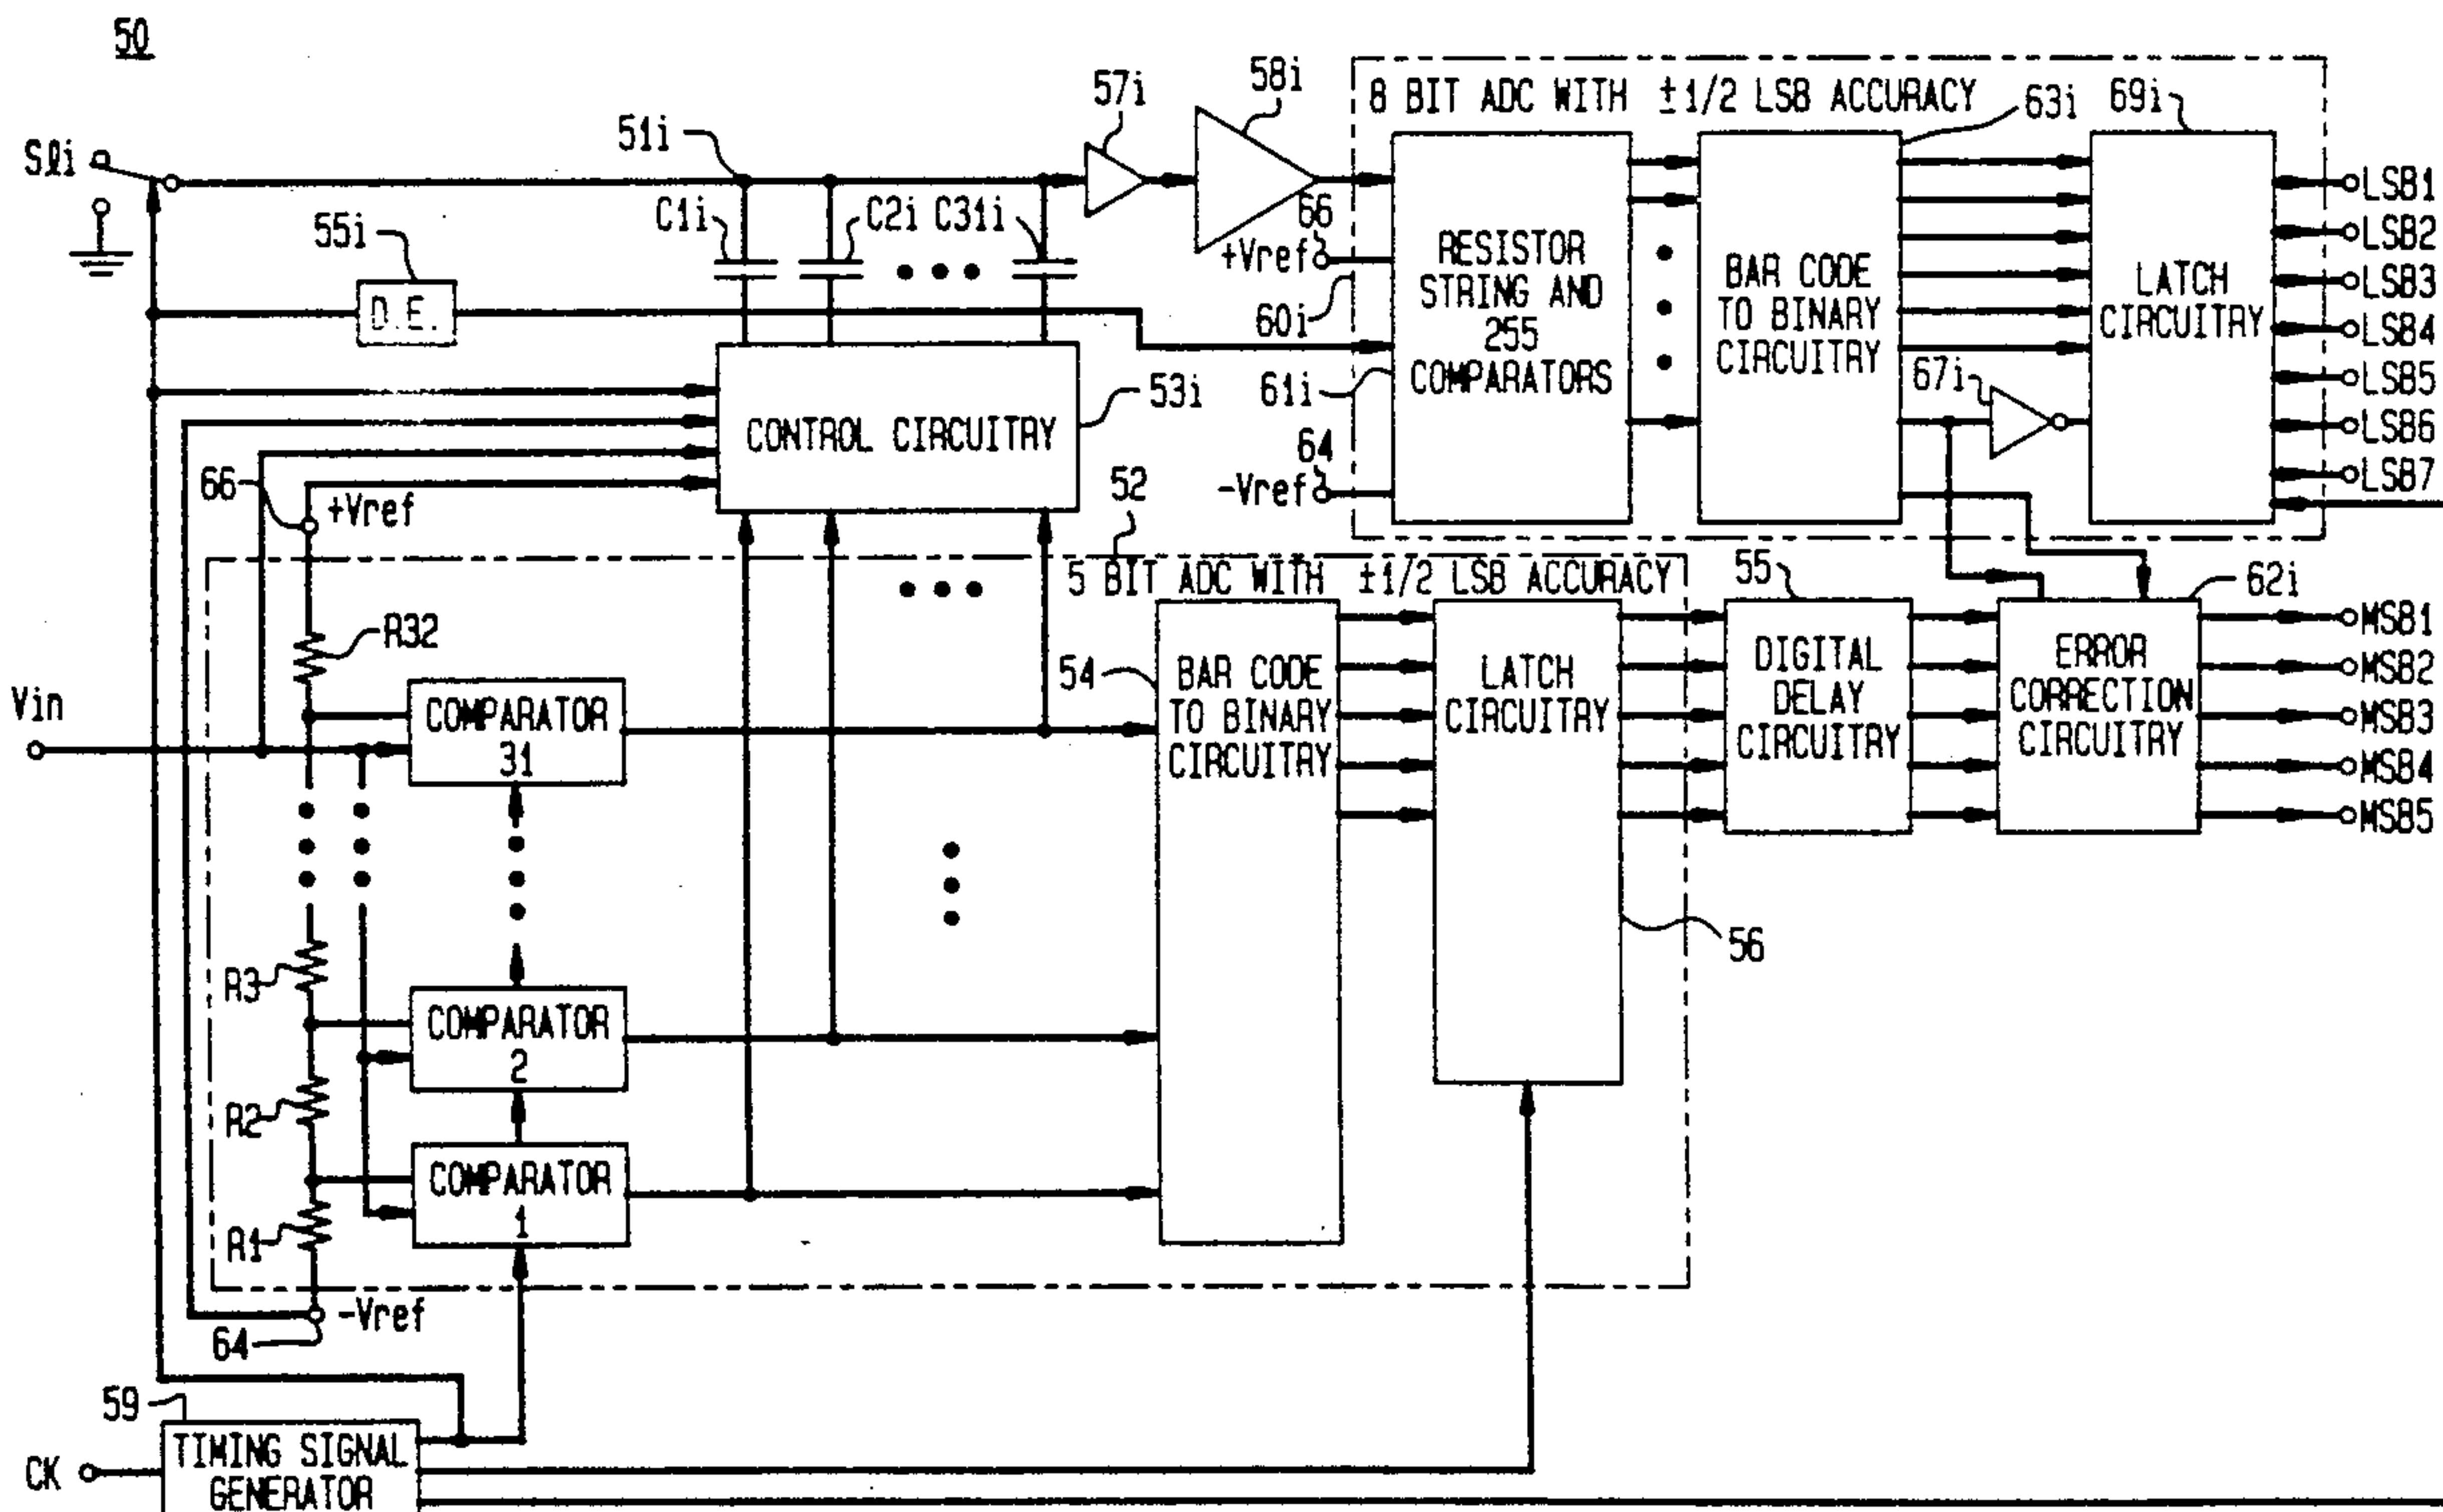 50
Sℓi
55i
D.E.
51i
C1i
C2i
C31i
57i
58i
8 BIT ADC WITH ±1/2 LSB ACCURACY
63i
69i
66
+Vref
60i
61i
64
-Vref
RESISTOR
STRING AND
255
COMPARATORS
BAR CODE
TO BINARY
CIRCUITRY
67i
LATCH
CIRCUITRY
LSB1
LSB2
LSB3
LSB4
LSB5
LSB6
LSB7
CONTROL CIRCUITRY
53i
66
+Vref
52
5 BIT ADC WITH ±1/2 LSB ACCURACY
R32
Vin
COMPARATOR
31
R3
COMPARATOR
2
R2
COMPARATOR
1
R1
-Vref
64
54
BAR CODE
TO BINARY
CIRCUITRY
LATCH
CIRCUITRY
56
55
DIGITAL
DELAY
CIRCUITRY
62i
ERROR
CORRECTION
CIRCUITRY
MSB1
MSB2
MSB3
MSB4
MSB5
59
CK
TIMING SIGNAL
GENERATOR